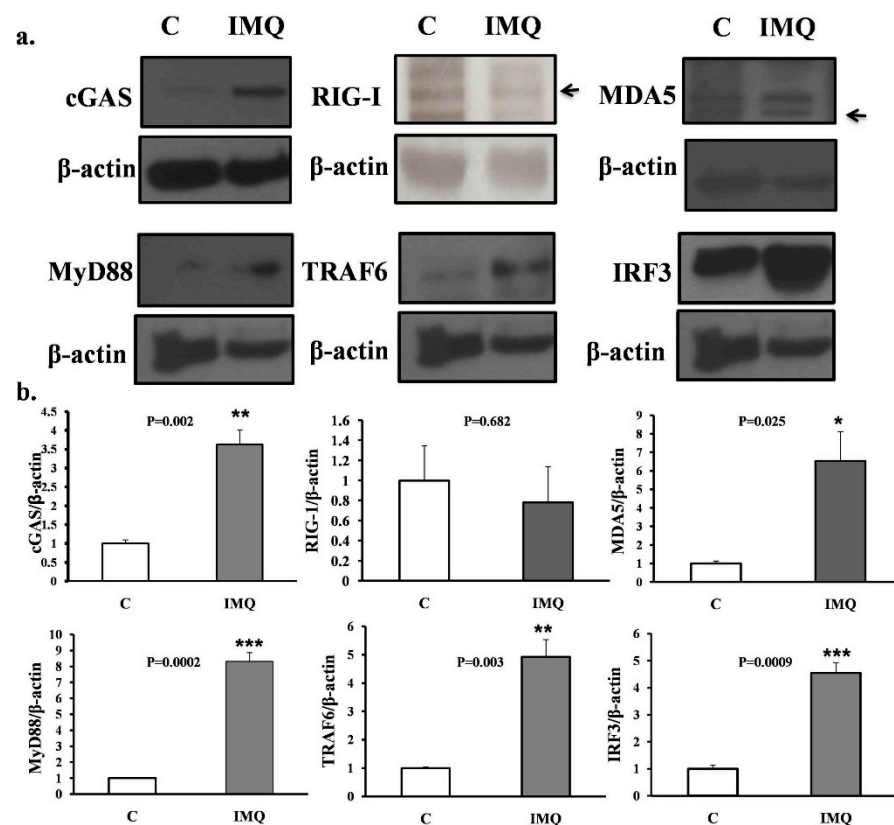 a.
C IMQ C IMQ C IMQ
cGAS RIG-I MDA5
β-actin β-actin β-actin
MyD88 TRAF6 IRF3
β-actin β-actin β-actin
b.
cGAS/β-actin
4.5
4
3.5
3
2.5
2
1.5
1
0.5
0
P=0.002
**
C IMQ
RIG-1/β-actin
1.6
1.4
1.2
1
0.8
0.6
0.4
0.2
0
P=0.682
C IMQ
MDA5/β-actin
9
8
7
6
5
4
3
2
1
0
P=0.025
*
C IMQ
MyD88/β-actin
10
9
8
7
6
5
4
3
2
1
0
P=0.0002
***
C IMQ
TRAF6/β-actin
6
5
4
3
2
1
0
P=0.003
**
C IMQ
IRF3/β-actin
6
5
4
3
2
1
0
P=0.0009
***
C IMQ